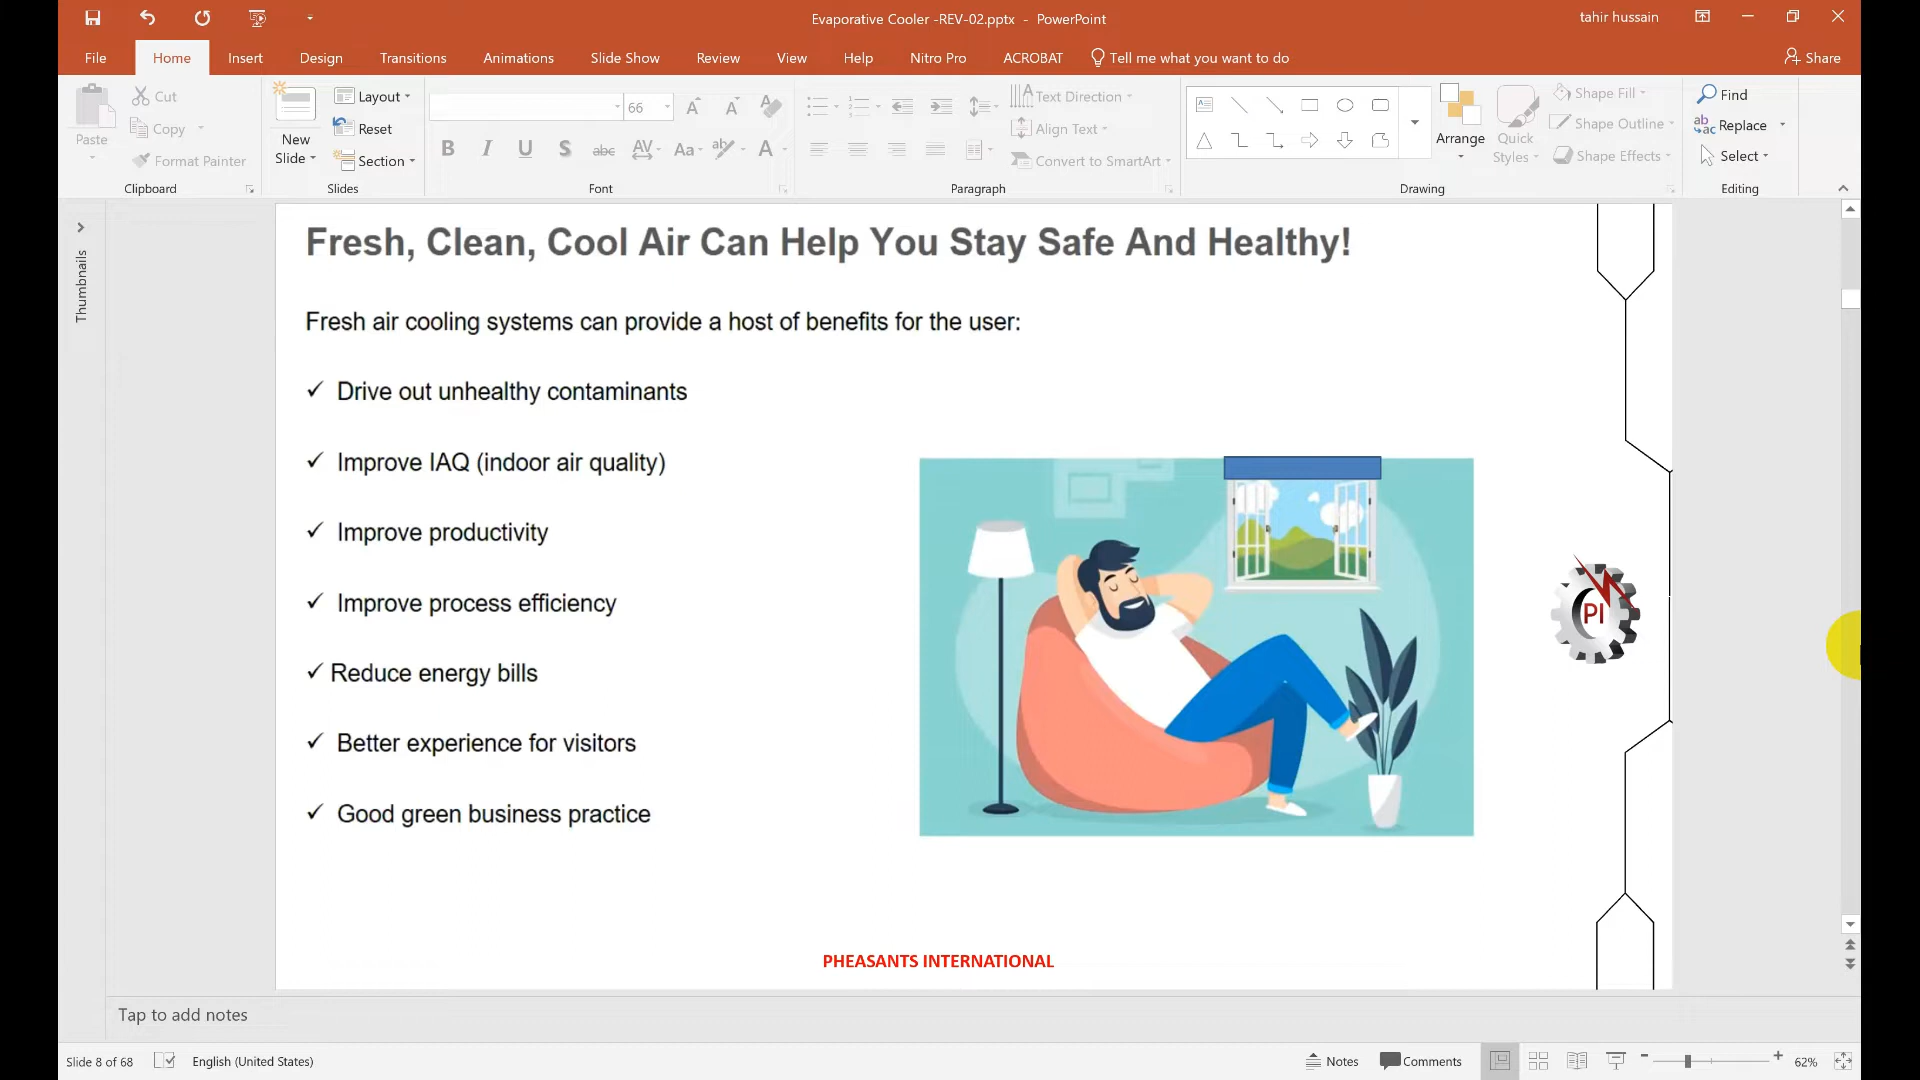 Evaporative Cooler -REV-02.pptx - PowerPoint
tahir hussain
File
Home
Insert
Design
Transitions
Animations
Slide Show
Review
View
Help
Nitro Pro
ACROBAT
Tell me what you want to do
Share
Paste
Cut
Copy
Format Painter
Clipboard
New Slide
Layout
Reset
Section
Slides
66
B I U S abc AV Aa ab A
Font
Text Direction
Align Text
Convert to SmartArt
Paragraph
Arrange
Quick Styles
Shape Fill
Shape Outline
Shape Effects
Drawing
Find
Replace
Select
Editing
Thumbnails
Fresh, Clean, Cool Air Can Help You Stay Safe And Healthy!
Fresh air cooling systems can provide a host of benefits for the user:
✓ Drive out unhealthy contaminants
✓ Improve IAQ (indoor air quality)
✓ Improve productivity
✓ Improve process efficiency
✓ Reduce energy bills
✓ Better experience for visitors
✓ Good green business practice
PI
PHEASANTS INTERNATIONAL
Tap to add notes
Slide 8 of 68
English (United States)
Notes
Comments
62%